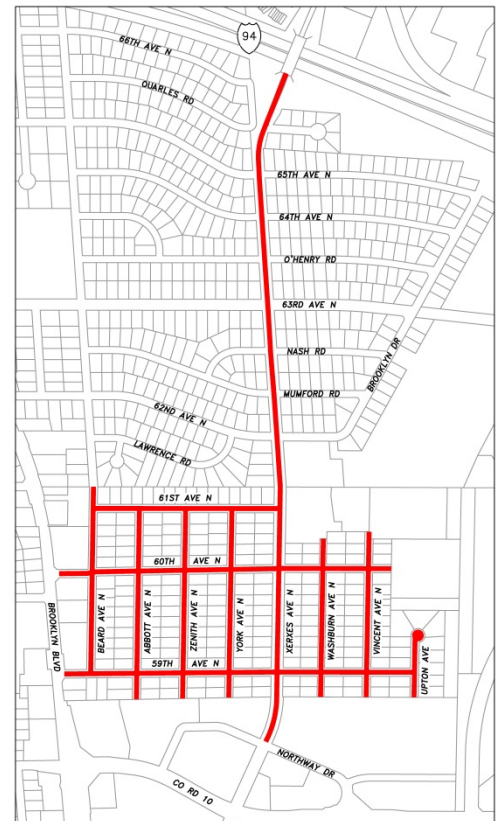 94
66TH AVE N
QUARLES RD
65TH AVE N
64TH AVE N
O'HENRY RD
63RD AVE N
NASH RD
BROOKLYN DR
MUMFORD RD
62ND AVE N
LAWRENCE RD
61ST AVE N
60TH AVE N
BROOKLYN BLVD
BEARD AVE N
ABBOTT AVE N
ZENITH AVE N
YORK AVE N
XERXES AVE N
WASHBURN AVE N
VINCENT AVE N
UPTON AVE
59TH AVE N
NORTHWAY DR
CO RD 10